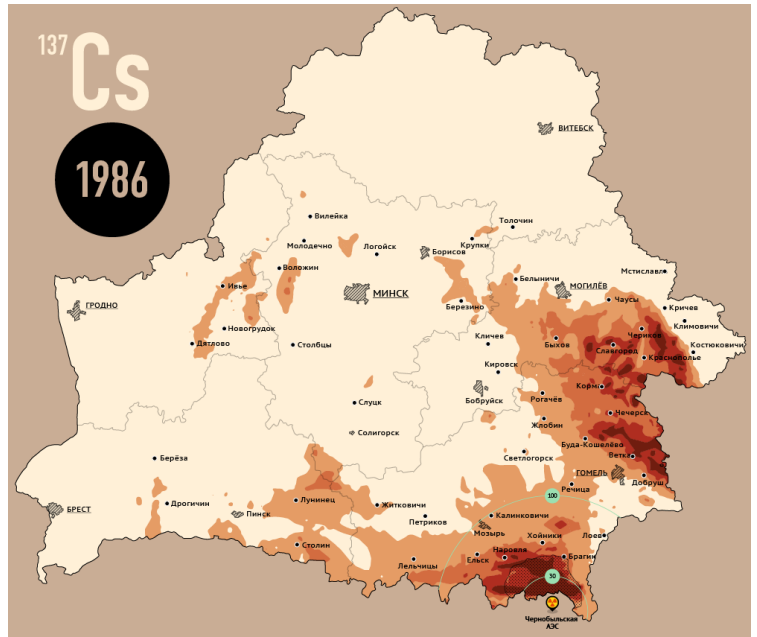 137
Cs
1986
ВИТЕБСК
Вилейка
Толочин
Молодечно
Логойск
Крупки
Борисов
Воложин
Мстиславль
Белыничи
Ивье
МИНСК
МОГИЛЁВ
Чаусы
ГРОДНО
Березино
Кричев
Климовичи
Новогрудок
Чериков
Дятлово
Столбцы
Кличев
Быхов
Славгород
Костюковичи
Краснополье
Кировск
Слуцк
Бобруйск
Рогачёв
Корма
Чечерск
Жлобин
Солигорск
Буда-Кошелёво
Берёза
Светлогорск
Ветка
ГОМЕЛЬ
Добруш
Речица
100
Дрогичин
Лунинец
Житковичи
БРЕСТ
Пинск
Петриков
Калинковичи
Мозырь
Хойники
Лоев
Столин
Наровля
Ельск
Брагин
Лельчицы
30
Чернобыльская
АЭС